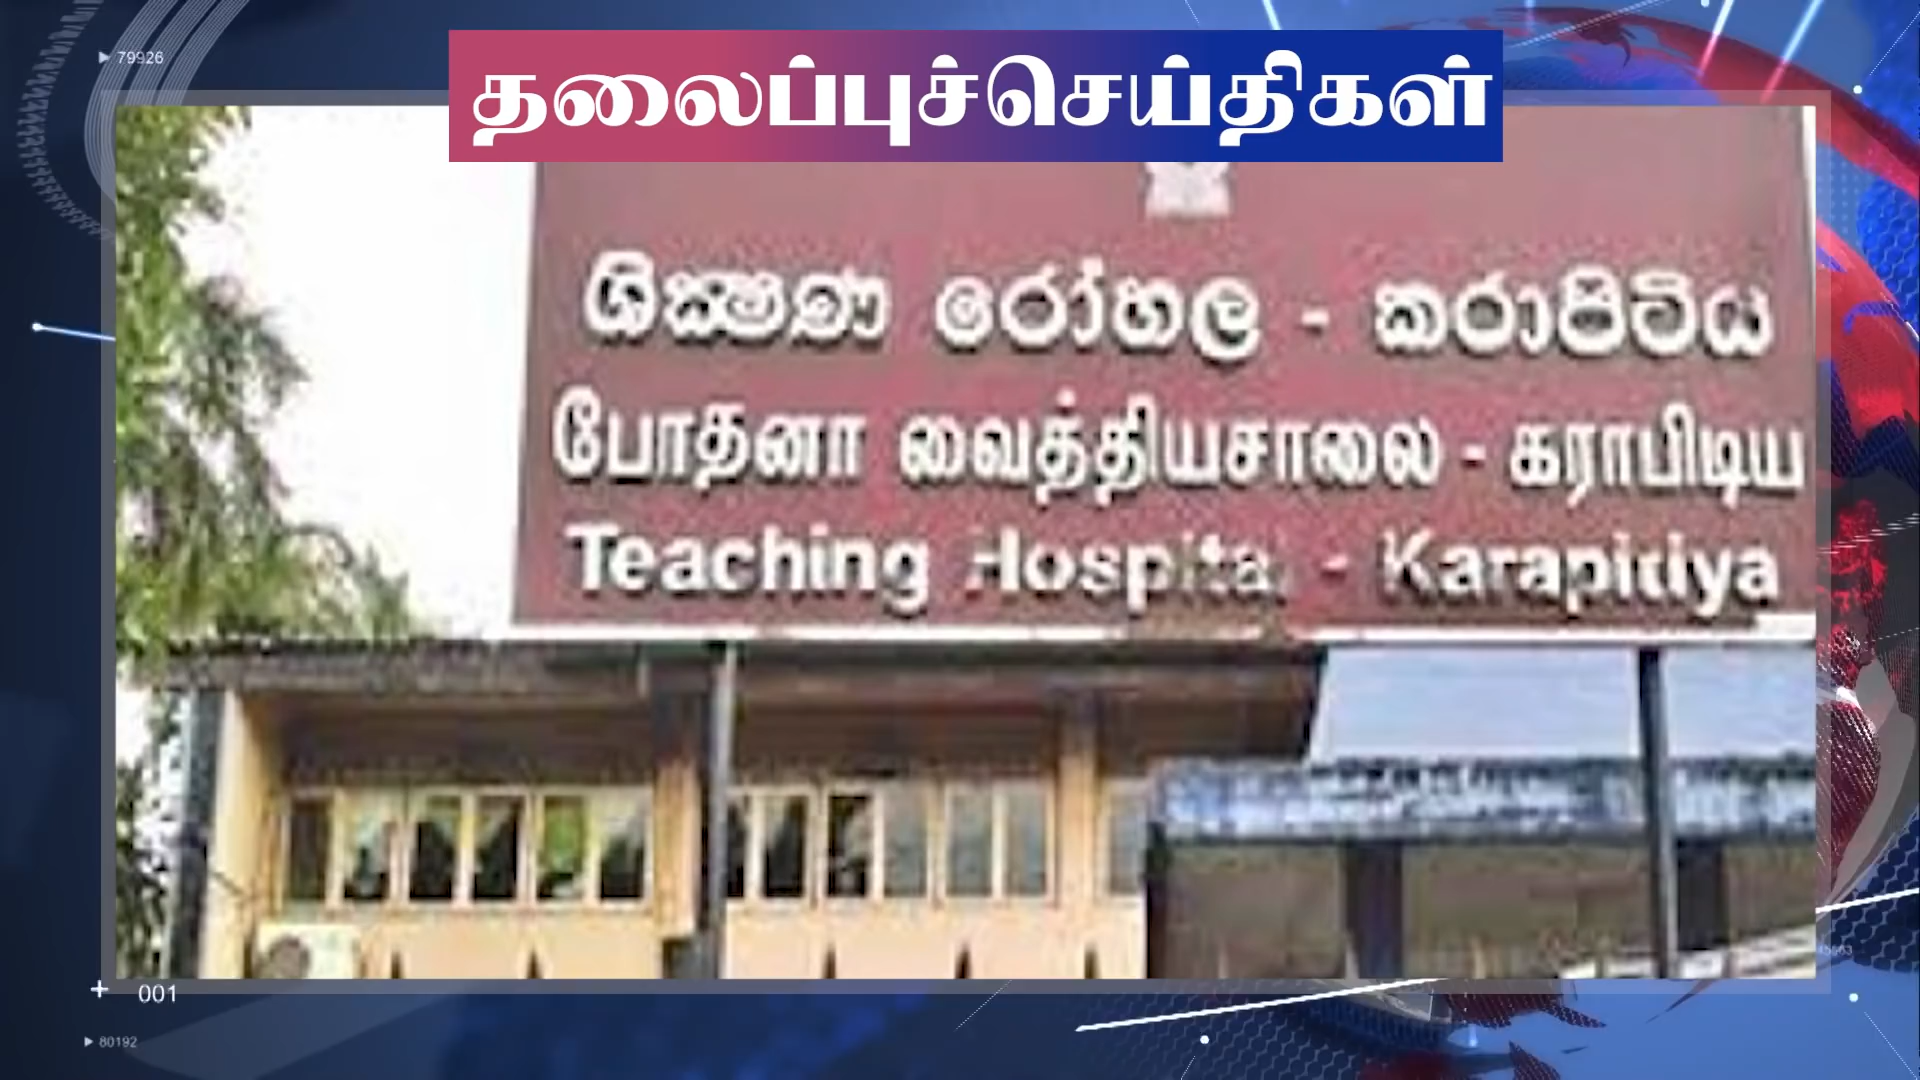 79926
தலைப்புச்செய்திகள்
ශික්‍ෂණ රෝහල - කරාපිටිය
போதனா வைத்தியசாலை - கராபிடிய
Teaching Hospital - Karapitiya
001
80192